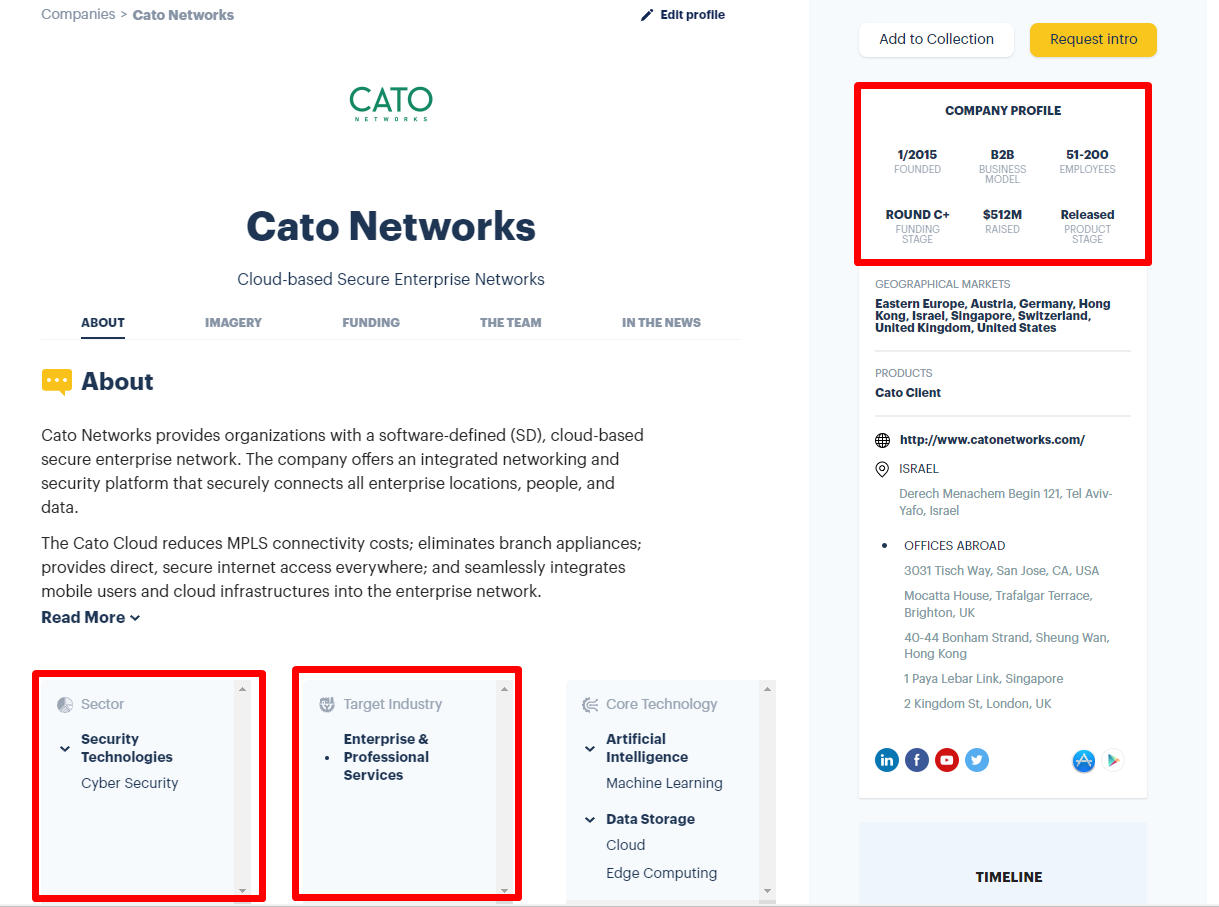 Companies > Cato Networks
Edit profile
CATO
NETWORKS
Cato Networks
Cloud-based Secure Enterprise Networks
ABOUT
IMAGERY
FUNDING
THE TEAM
IN THE NEWS
About
Cato Networks provides organizations with a software-defined (SD), cloud-based
secure enterprise network. The company offers an integrated networking and
security platform that securely connects all enterprise locations, people, and
data.
The Cato Cloud reduces MPLS connectivity costs; eliminates branch appliances;
provides direct, secure internet access everywhere; and seamlessly integrates
mobile users and cloud infrastructures into the enterprise network.
Read More
Sector
Security
Technologies
Cyber Security
Target Industry
Enterprise &
Professional
Services
Core Technology
Artificial
Intelligence
Machine Learning
Data Storage
Cloud
Edge Computing
Add to Collection
Request intro
COMPANY PROFILE
1/2015
FOUNDED
B2B
BUSINESS
MODEL
51-200
EMPLOYEES
ROUND C+
FUNDING
STAGE
$512M
RAISED
Released
PRODUCT
STAGE
GEOGRAPHICAL MARKETS
Eastern Europe, Austria, Germany, Hong
Kong, Israel, Singapore, Switzerland,
United Kingdom, United States
PRODUCTS
Cato Client
http://www.catonetworks.com/
ISRAEL
Derech Menachem Begin 121, Tel Aviv-
Yafo, Israel
OFFICES ABROAD
3031 Tisch Way, San Jose, CA, USA
Mocatta House, Trafalgar Terrace,
Brighton, UK
40-44 Bonham Strand, Sheung Wan,
Hong Kong
1 Paya Lebar Link, Singapore
2 Kingdom St, London, UK
in
f
TIMELINE